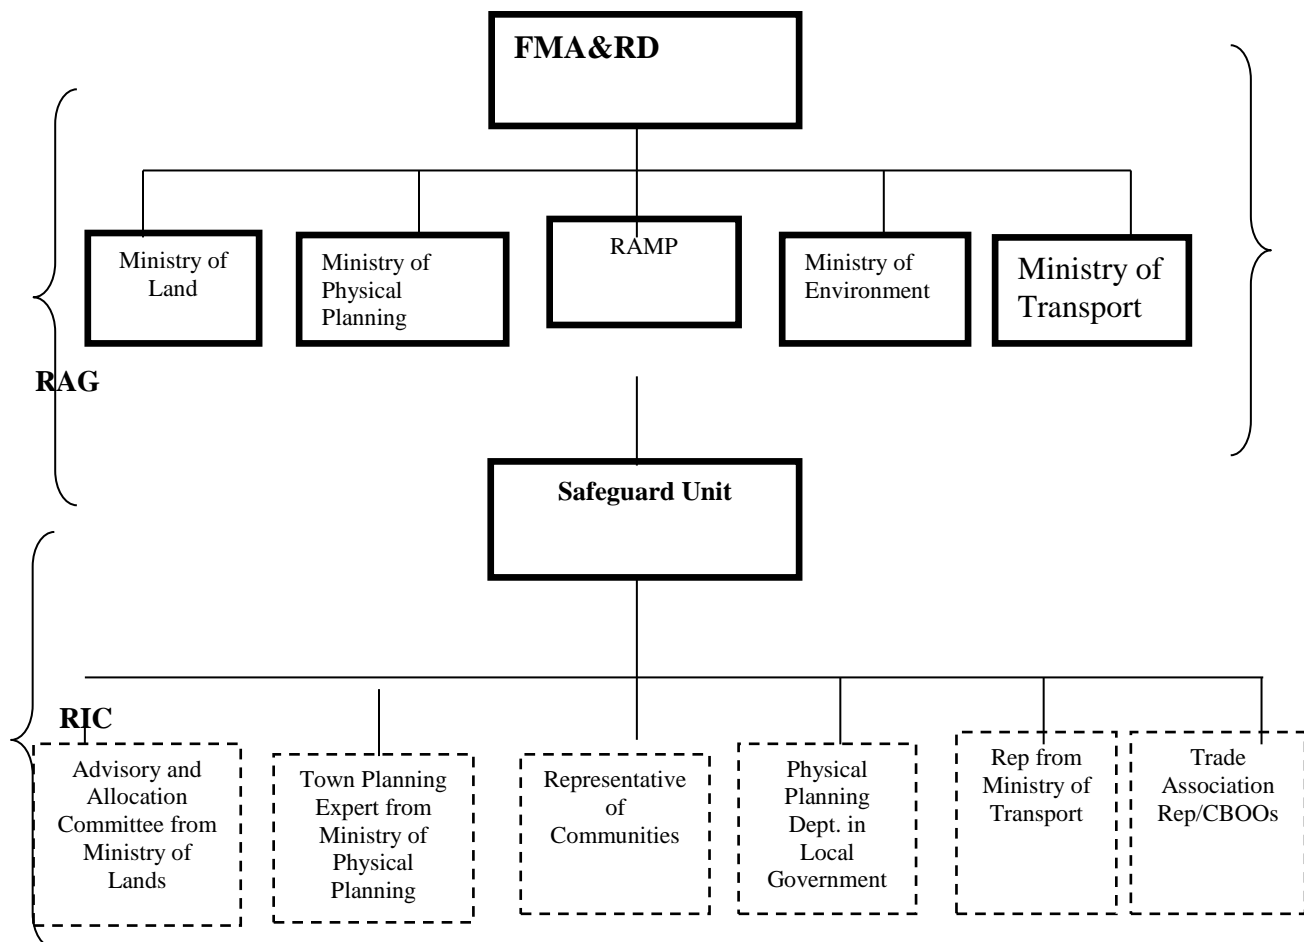 FMA&RD
Ministry of
Land
Ministry of
Physical
Planning
RAMP
Ministry of
Environment
Ministry of
Transport
RAG
Safeguard Unit
RIC
Advisory and
Allocation
Committee from
Ministry of
Lands
Town Planning
Expert from
Ministry of
Physical
Planning
Representative
of
Communities
Physical
Planning
Dept. in
Local
Government
Rep from
Ministry of
Transport
Trade
Association
Rep/CBOOs